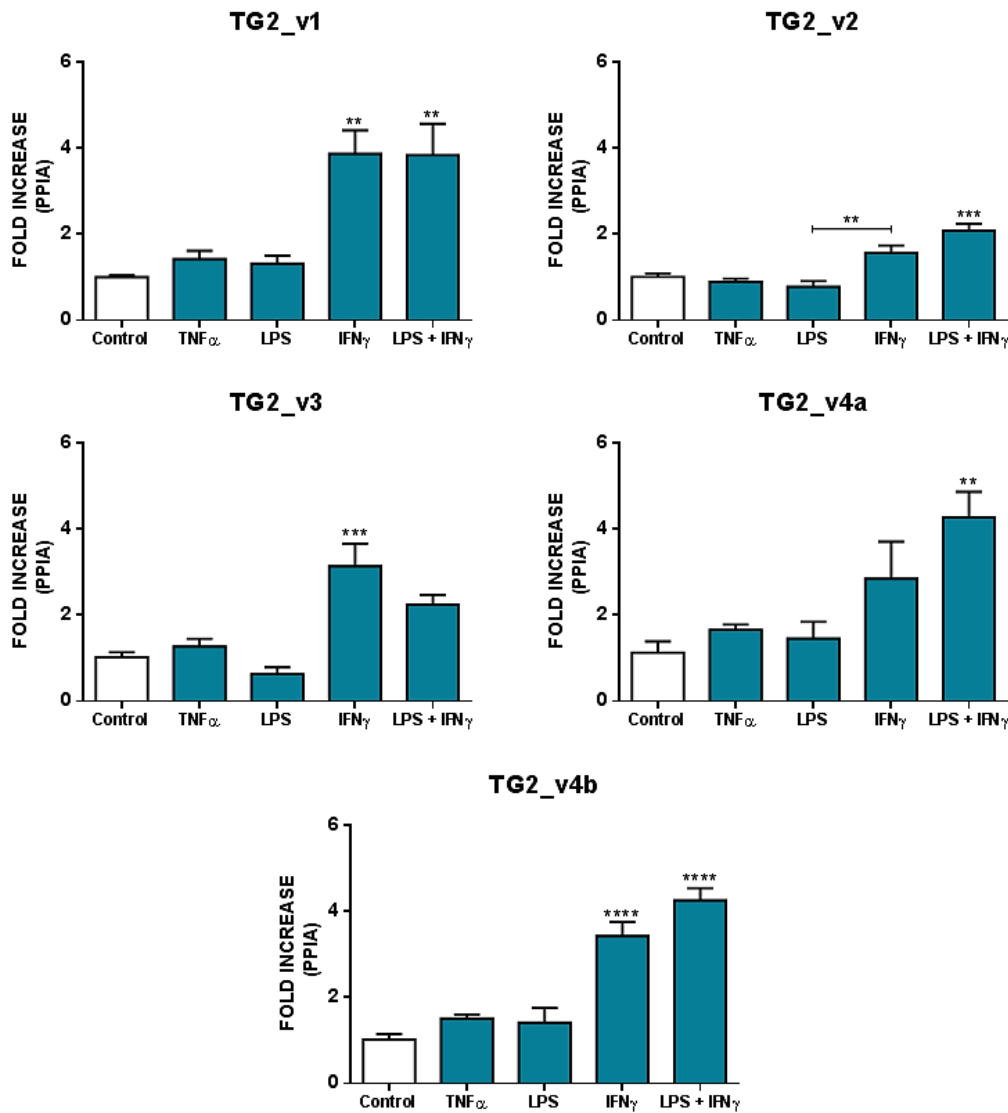 TG2_v1
FOLD INCREASE
(PPIA)
6
4
2
0
** **
Control TNFα LPS IFNγ LPS + IFNγ
TG2_v2
FOLD INCREASE
(PPIA)
6
4
2
0
** ***
Control TNFα LPS IFNγ LPS + IFNγ
TG2_v3
FOLD INCREASE
(PPIA)
6
4
2
0
***
Control TNFα LPS IFNγ LPS + IFNγ
TG2_v4a
FOLD INCREASE
(PPIA)
6
4
2
0
**
Control TNFα LPS IFNγ LPS + IFNγ
TG2_v4b
FOLD INCREASE
(PPIA)
6
4
2
0
**** ****
Control TNFα LPS IFNγ LPS + IFNγ